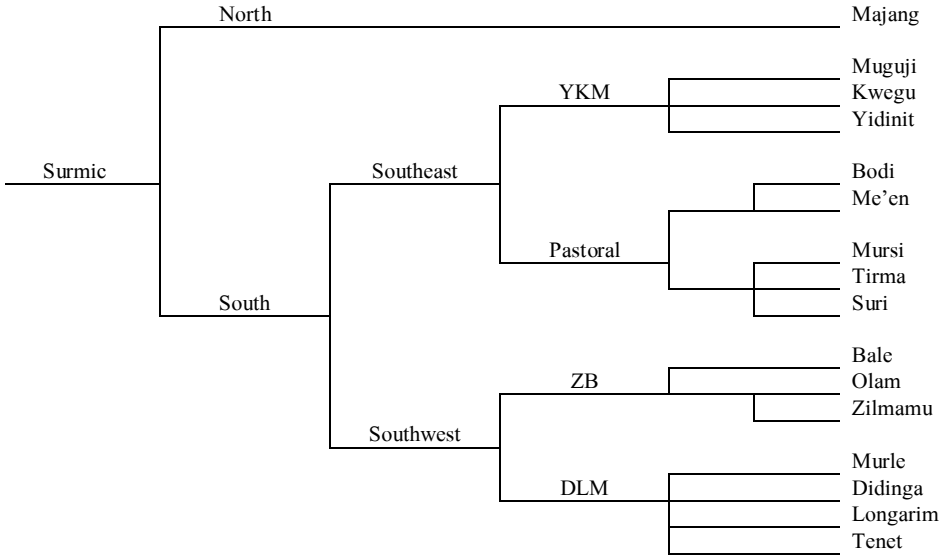 North
Majang
Muguji
YKM
Kwegu
Yidinit
Surmic
Southeast
Bodi
Me’en
Pastoral
Mursi
Tirma
South
Suri
Bale
ZB
Olam
Zilmamu
Southwest
Murle
DLM
Didinga
Longarim
Tenet